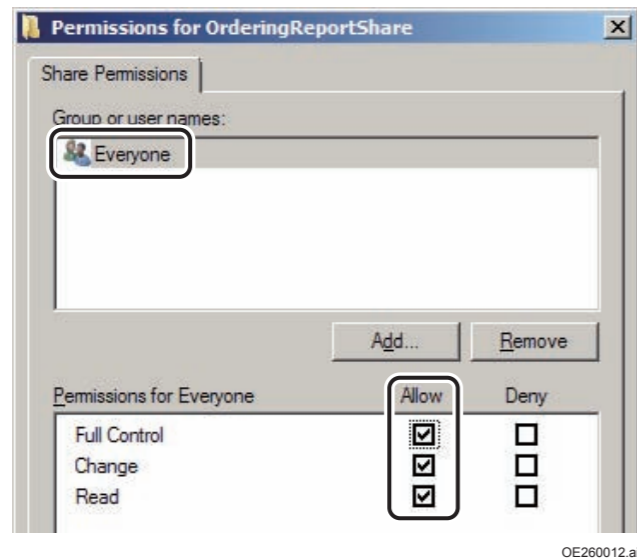 Permissions for OrderingReportShare
Share Permissions
Group or user names:
Everyone
Add... Remove
Permissions for Everyone Allow Deny
Full Control
Change
Read
OE260012.a